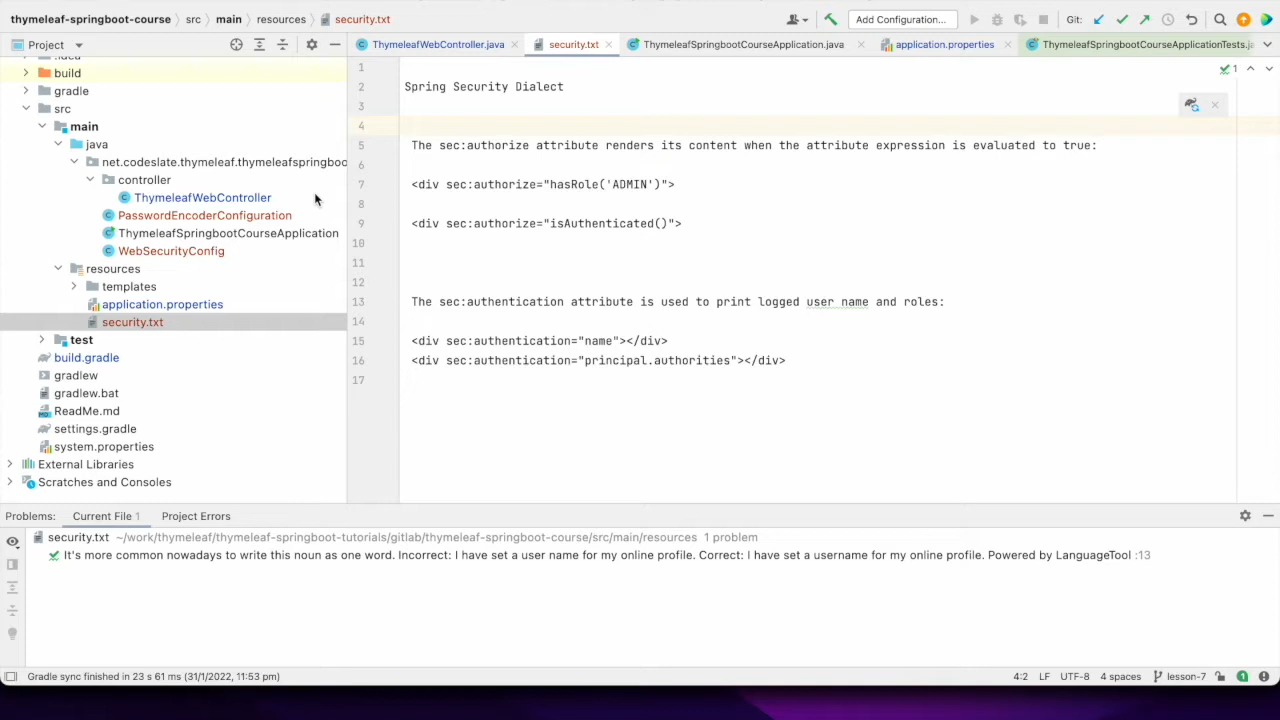 thymeleaf-springboot-course src main resources security.txt Add Configuration... Git:
Project ThymeleafWebController.java security.txt ThymeleafSpringbootCourseApplication.java application.properties ThymeleafSpringbootCourseApplicationTests.ja
.idea
build
gradle
src
main
java
net.codeslate.thymeleaf.thymeleafspringboo
controller
ThymeleafWebController
PasswordEncoderConfiguration
ThymeleafSpringbootCourseApplication
WebSecurityConfig
resources
templates
application.properties
security.txt
test
build.gradle
gradlew
gradlew.bat
ReadMe.md
settings.gradle
system.properties
External Libraries
Scratches and Consoles
1
1
2 Spring Security Dialect
3
4
5 The sec:authorize attribute renders its content when the attribute expression is evaluated to true:
6
7 <div sec:authorize="hasRole('ADMIN')">
8
9 <div sec:authorize="isAuthenticated()">
10
11
12
13 The sec:authentication attribute is used to print logged user name and roles:
14
15 <div sec:authentication="name"></div>
16 <div sec:authentication="principal.authorities"></div>
17
Problems: Current File 1 Project Errors
security.txt ~/work/thymeleaf/thymeleaf-springboot-tutorials/gitlab/thymeleaf-springboot-course/src/main/resources 1 problem
It's more common nowadays to write this noun as one word. Incorrect: I have set a user name for my online profile. Correct: I have set a username for my online profile. Powered by LanguageTool :13
Gradle sync finished in 23 s 61 ms (31/1/2022, 11:53 pm) 4:2 LF UTF-8 4 spaces lesson-7 1